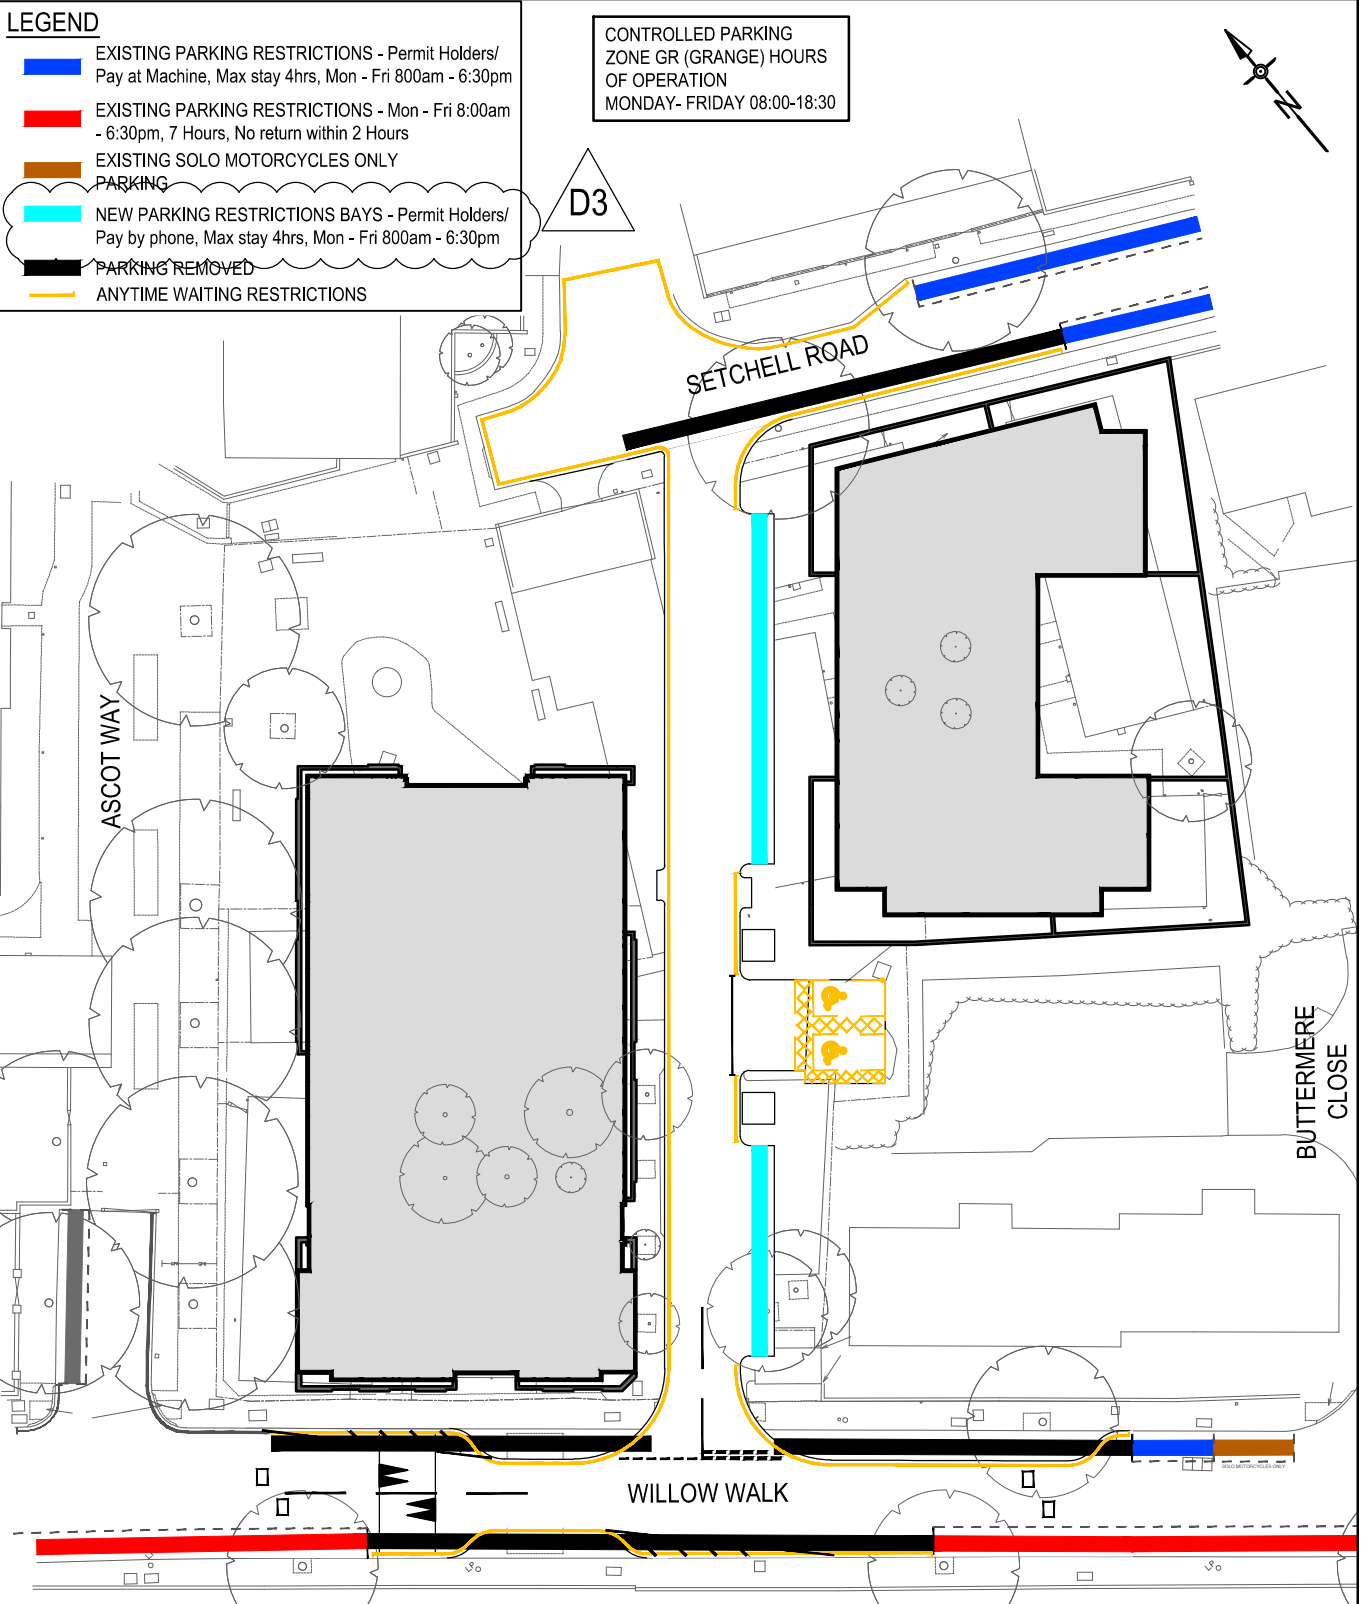 LEGEND
EXISTING PARKING RESTRICTIONS - Permit Holders/
Pay at Machine, Max stay 4hrs, Mon - Fri 800am - 6:30pm
EXISTING PARKING RESTRICTIONS - Mon - Fri 8:00am
- 6:30pm, 7 Hours, No return within 2 Hours
EXISTING SOLO MOTORCYCLES ONLY
PARKING
NEW PARKING RESTRICTIONS BAYS - Permit Holders/
Pay by phone, Max stay 4hrs, Mon - Fri 800am - 6:30pm
PARKING REMOVED
ANYTIME WAITING RESTRICTIONS
CONTROLLED PARKING
ZONE GR (GRANGE) HOURS
OF OPERATION
MONDAY- FRIDAY 08:00-18:30
N
D3
SETCHELL ROAD
ASCOT WAY
BUTTERMERE
CLOSE
SOLO MOTORCYCLES ONLY
WILLOW WALK